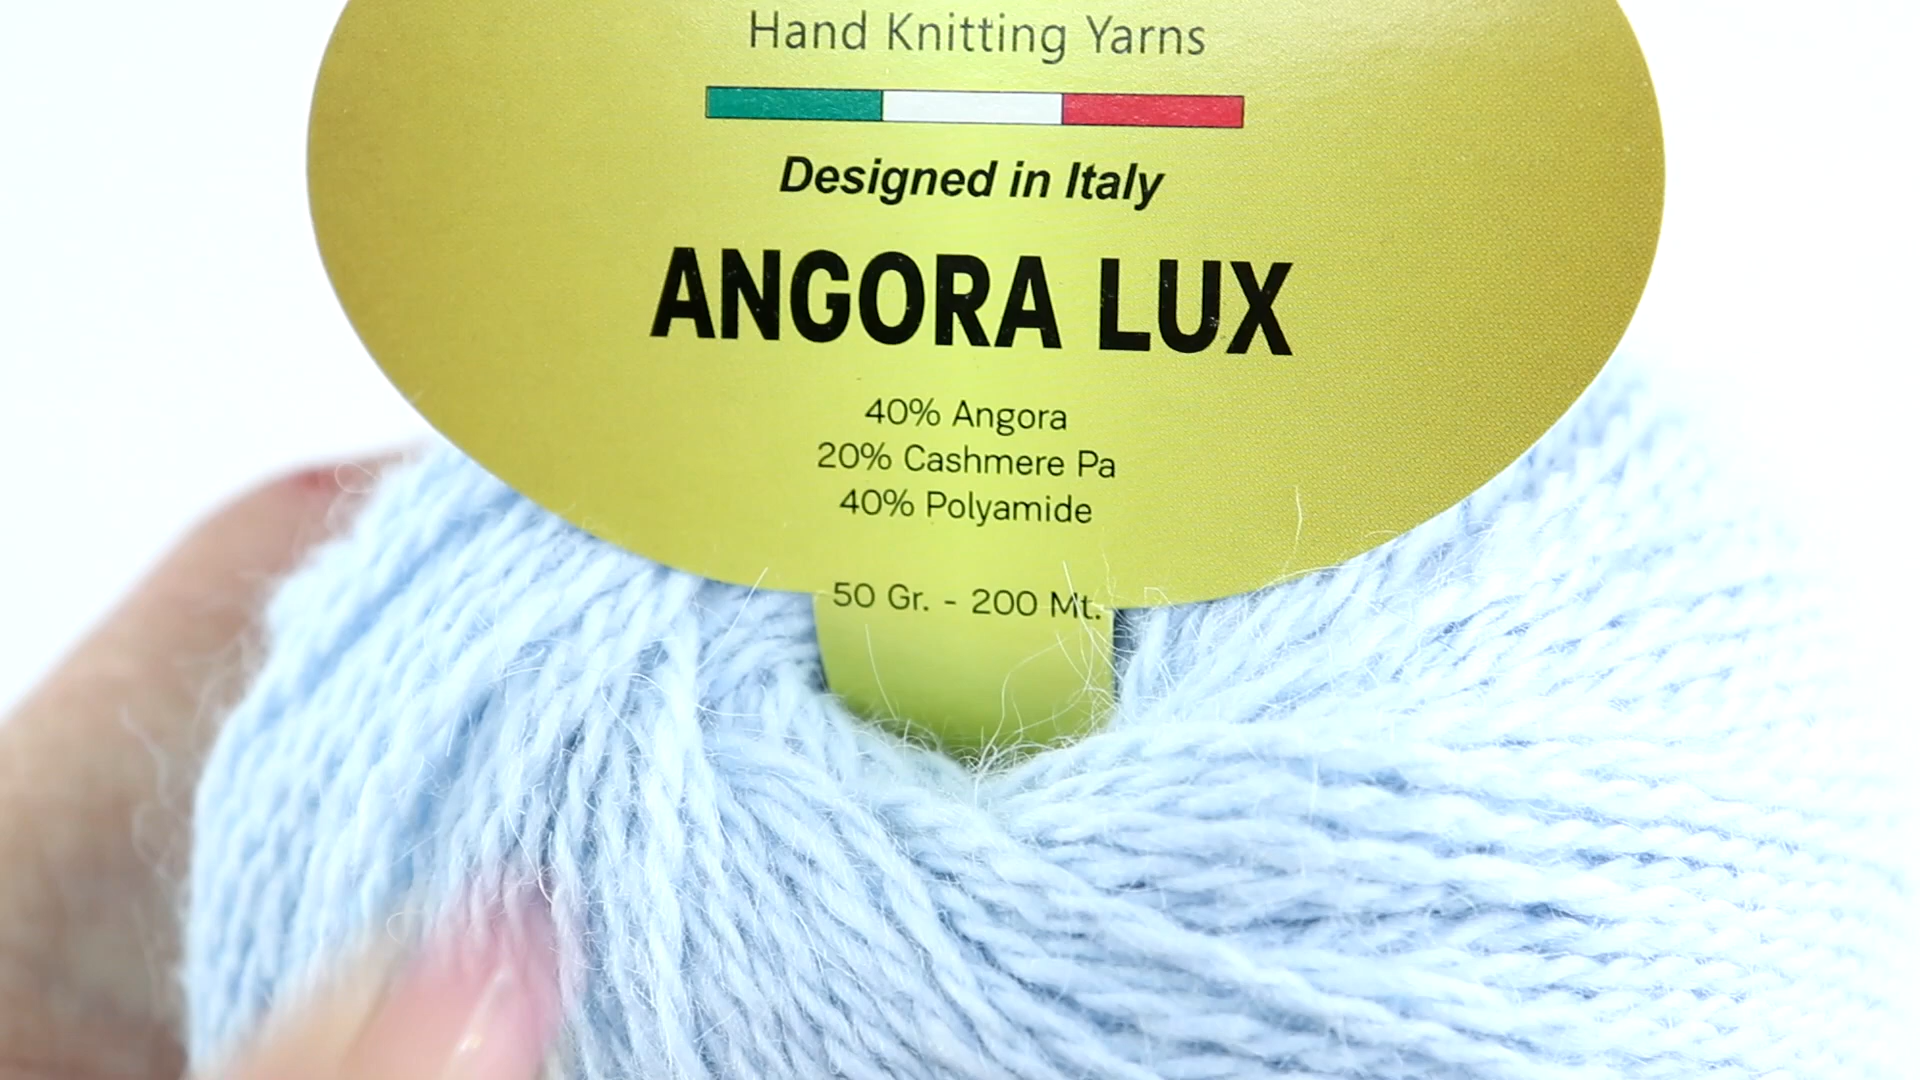 Hand Knitting Yarns
Designed in Italy
ANGORA LUX
40% Angora
20% Cashmere Pa
40% Polyamide
50 Gr. - 200 Mt.